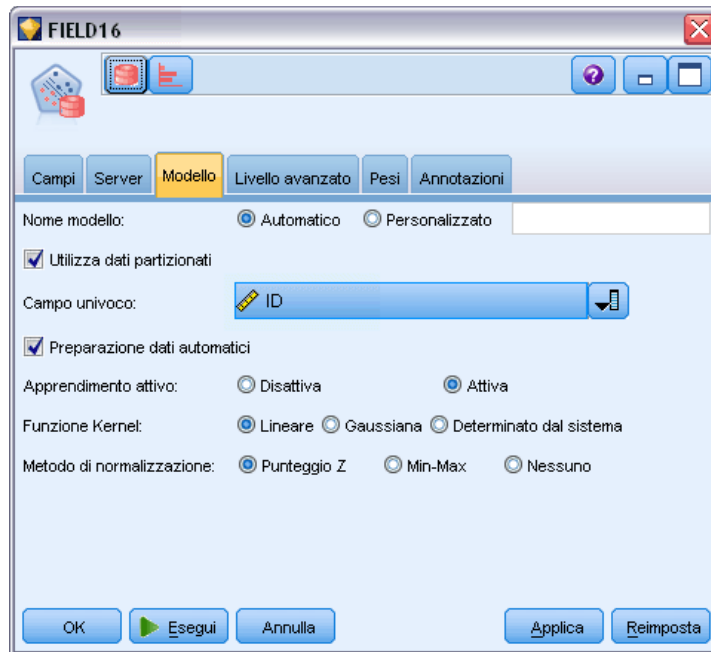 FIELD16
Campi Server Modello Livello avanzato Pesi Annotazioni
Nome modello: Automatico Personalizzato
Utilizza dati partizionati
Campo univoco: ID
Preparazione dati automatici
Apprendimento attivo: Disattiva Attiva
Funzione Kernel: Lineare Gaussiana Determinato dal sistema
Metodo di normalizzazione: Punteggio Z Min-Max Nessuno
OK Esegui Annulla Applica Reimposta